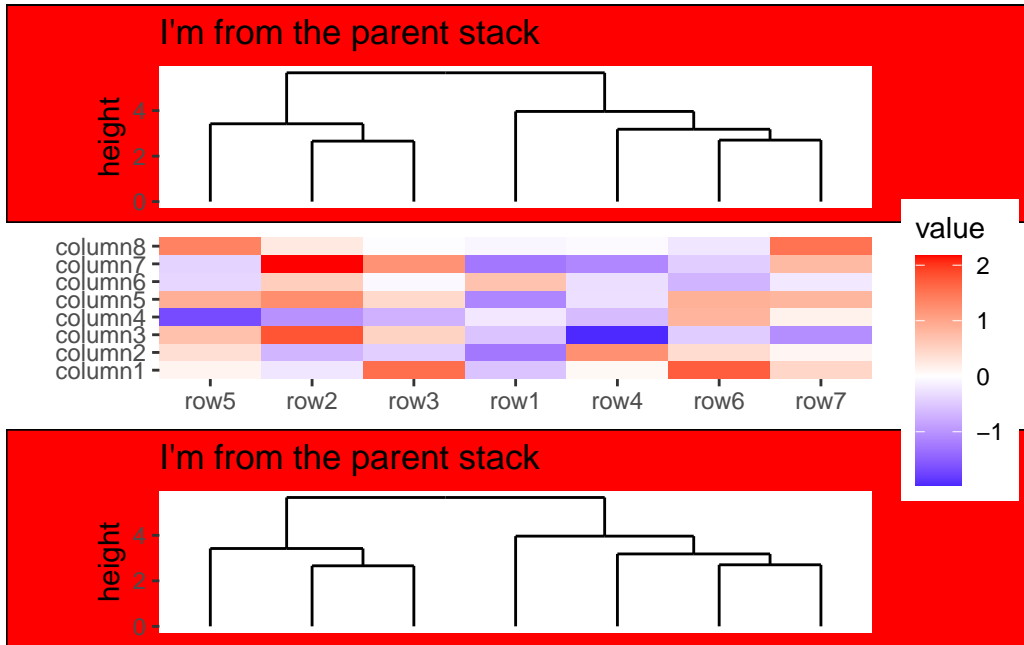 I'm from the parent stack
height
4
2
0
column8
column7
column6
column5
column4
column3
column2
column1
row5 row2 row3 row1 row4 row6 row7
value
2
1
0
−1
I'm from the parent stack
height
4
2
0